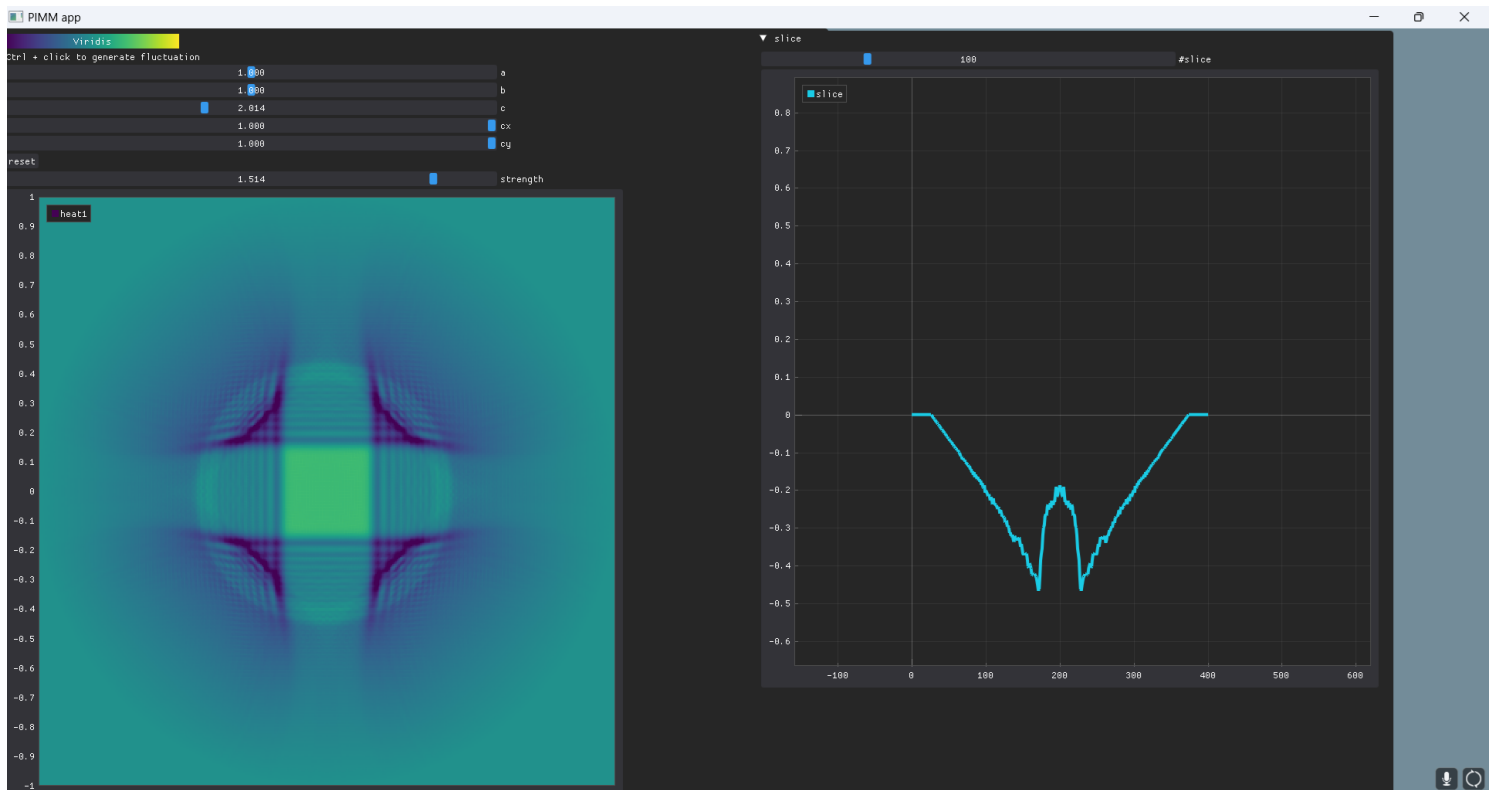 PIMM app
Viridis
Ctrl + click to generate fluctuation
1.000 a
1.000 b
2.014 c
1.000 cx
1.000 cy
reset
1.514 strength
heat1
1
0.9
0.8
0.7
0.6
0.5
0.4
0.3
0.2
0.1
0
-0.1
-0.2
-0.3
-0.4
-0.5
-0.6
-0.7
-0.8
-0.9
-1
slice
100 #slice
slice
0.8
0.7
0.6
0.5
0.4
0.3
0.2
0.1
0
-0.1
-0.2
-0.3
-0.4
-0.5
-0.6
-100 0 100 200 300 400 500 600